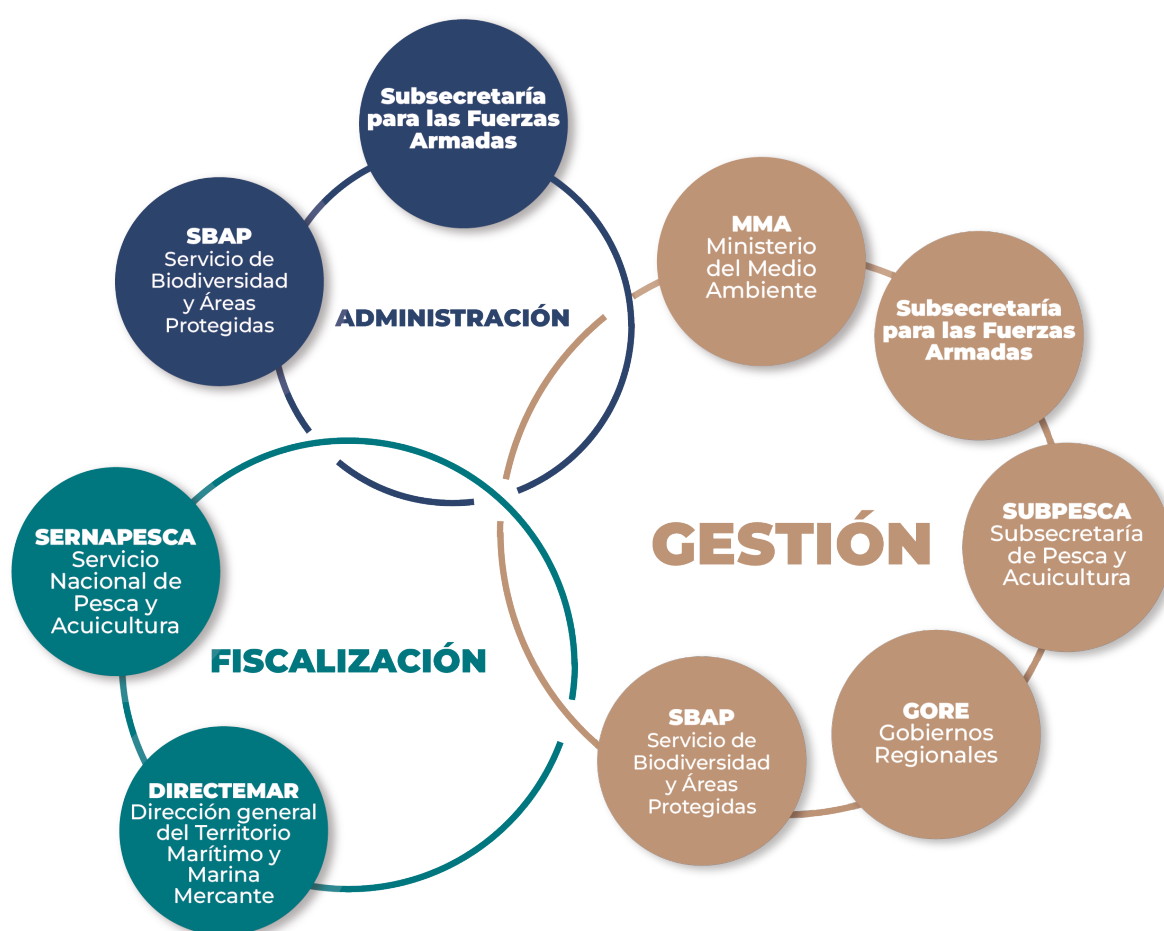 Subsecretaría
para las Fuerzas
Armadas
SBAP
Servicio de
Biodiversidad
y Áreas
Protegidas
ADMINISTRACIÓN
MMA
Ministerio
del Medio
Ambiente
Subsecretaría
para las Fuerzas
Armadas
SUBPESCA
Subsecretaría
de Pesca y
Acuicultura
GESTIÓN
GORE
Gobiernos
Regionales
SBAP
Servicio de
Biodiversidad
y Áreas
Protegidas
SERNAPESCA
Servicio
Nacional de
Pesca y
Acuicultura
FISCALIZACIÓN
DIRECTEMAR
Dirección general
del Territorio
Marítimo y
Marina
Mercante